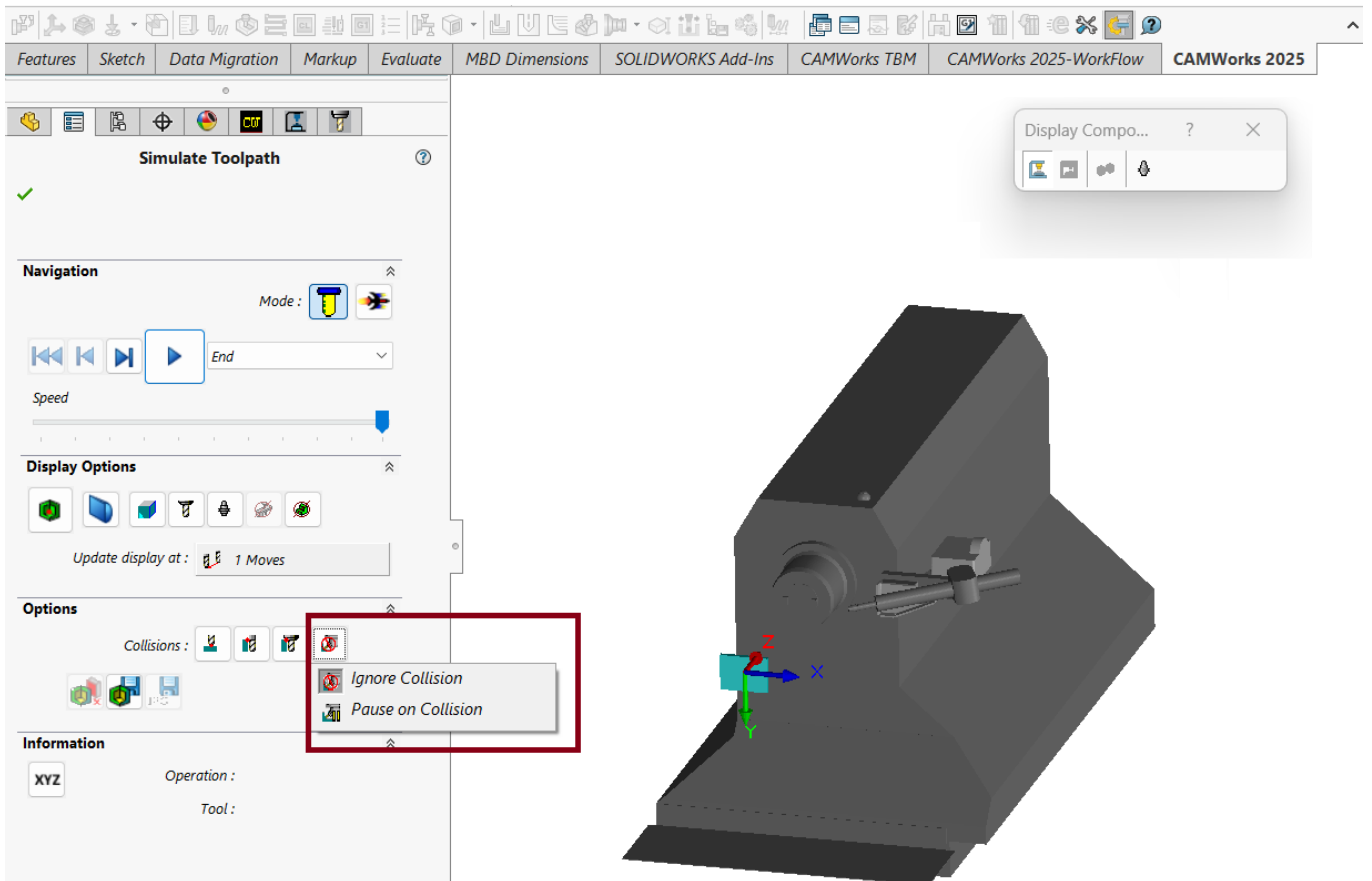 Features Sketch Data Migration Markup Evaluate MBD Dimensions SOLIDWORKS Add-Ins CAMWorks TBM CAMWorks 2025-WorkFlow CAMWorks 2025
Display Compo... ? ×
Simulate Toolpath
Navigation
Mode :
End
Speed
Display Options
Update display at : 1 Moves
Options
Collisions :
Ignore Collision
Pause on Collision
Information
XYZ Operation :
Tool :
Z
X
Y